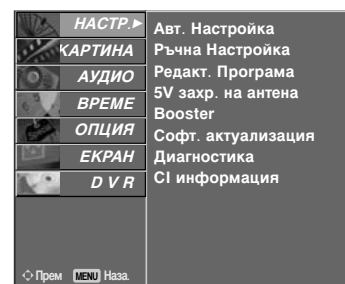 НАСТР.
КАРТИНА
АУДИО
ВРЕМЕ
ОПЦИЯ
ЕКРАН
D V R
Авт. Настройка
Ръчна Настройка
Редакт. Програма
5V захр. на антена
Booster
Софт. актуализация
Диагностика
CI информация
Прем MENU Наза.